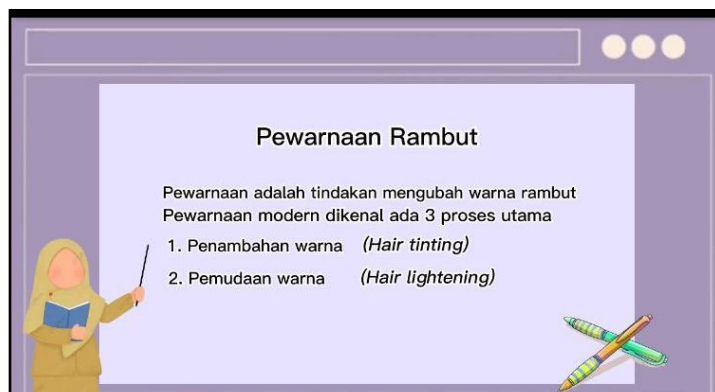 Pewarnaan Rambut
Pewarnaan adalah tindakan mengubah warna rambut
Pewarnaan modern dikenal ada 3 proses utama
1. Penambahan warna (Hair tinting)
2. Pemudaan warna (Hair lightening)